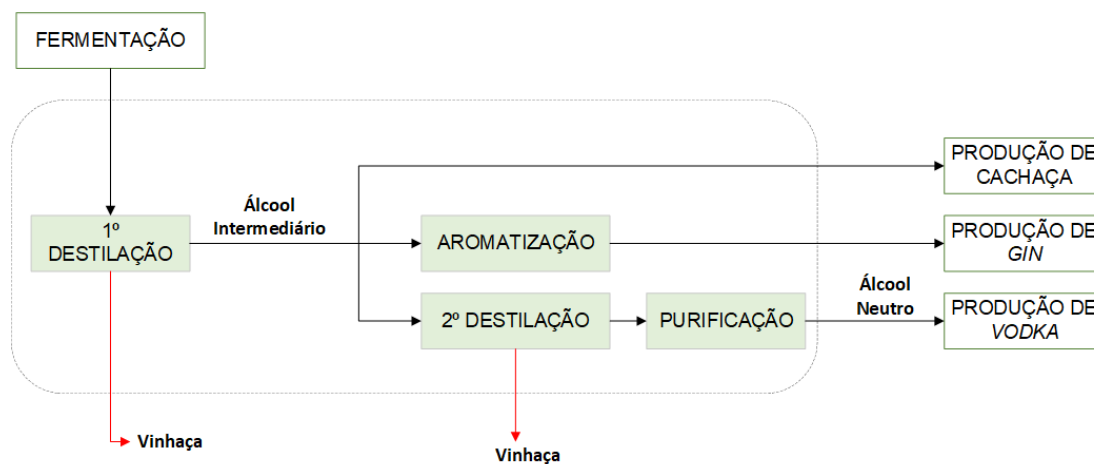 FERMENTAÇÃO
PRODUÇÃO DE
CACHAÇA
Álcool
Intermediário
1º
DESTILAÇÃO
AROMATIZAÇÃO
PRODUÇÃO DE
GIN
Álcool
Neutro
2º DESTILAÇÃO
PURIFICAÇÃO
PRODUÇÃO DE
VODKA
Vinhaça
Vinhaça